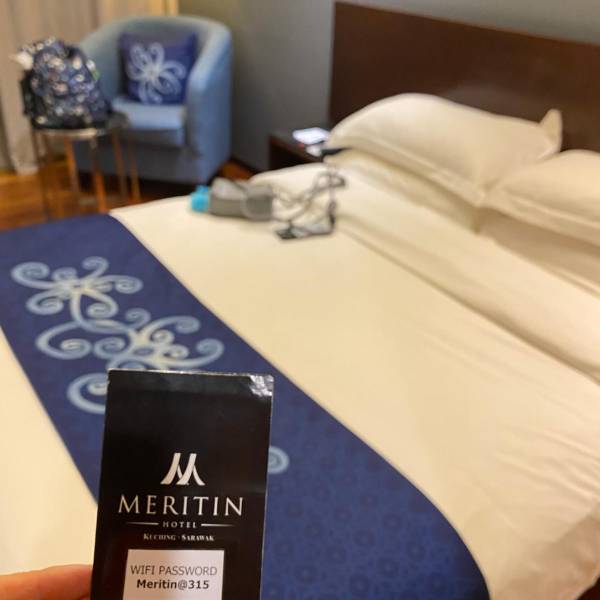 MERITIN
HOTEL
KUCHING · SARAWAK
WIFI PASSWORD
Meritin@315